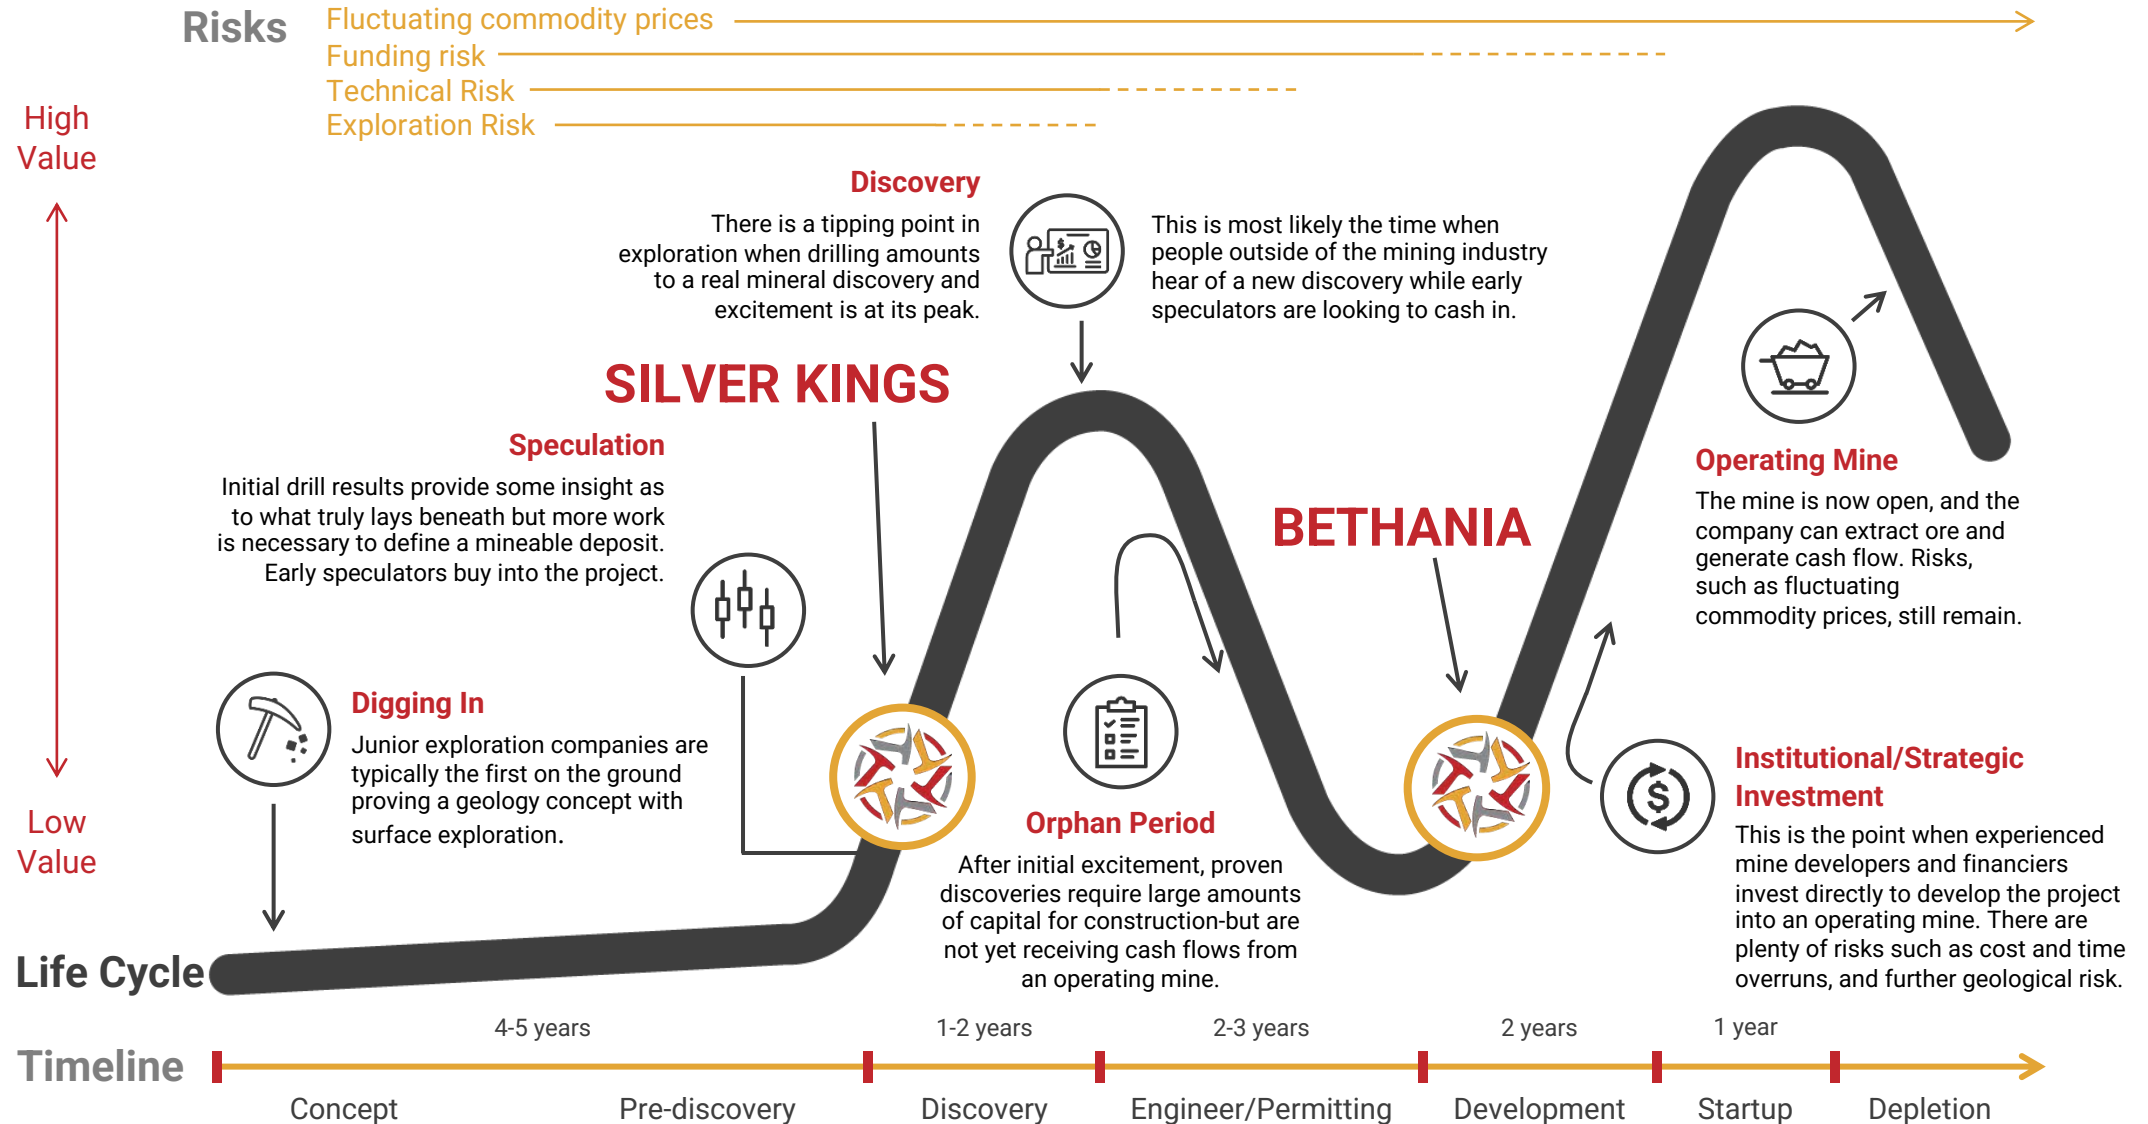 Risks
Fluctuating commodity prices
Funding risk
Technical Risk
Exploration Risk
High
Value
Low
Value
Discovery
There is a tipping point in
exploration when drilling amounts
to a real mineral discovery and
excitement is at its peak.
This is most likely the time when
people outside of the mining industry
hear of a new discovery while early
speculators are looking to cash in.
SILVER KINGS
Speculation
Initial drill results provide some insight as
to what truly lays beneath but more work
is necessary to define a mineable deposit.
Early speculators buy into the project.
Digging In
Junior exploration companies are
typically the first on the ground
proving a geology concept with
surface exploration.
Orphan Period
After initial excitement, proven
discoveries require large amounts
of capital for construction-but are
not yet receiving cash flows from
an operating mine.
BETHANIA
Operating Mine
The mine is now open, and the
company can extract ore and
generate cash flow. Risks,
such as fluctuating
commodity prices, still remain.
Institutional/Strategic
Investment
This is the point when experienced
mine developers and financiers
invest directly to develop the project
into an operating mine. There are
plenty of risks such as cost and time
overruns, and further geological risk.
Life Cycle
4-5 years
1-2 years
2-3 years
2 years
1 year
Timeline
Concept
Pre-discovery
Discovery
Engineer/Permitting
Development
Startup
Depletion